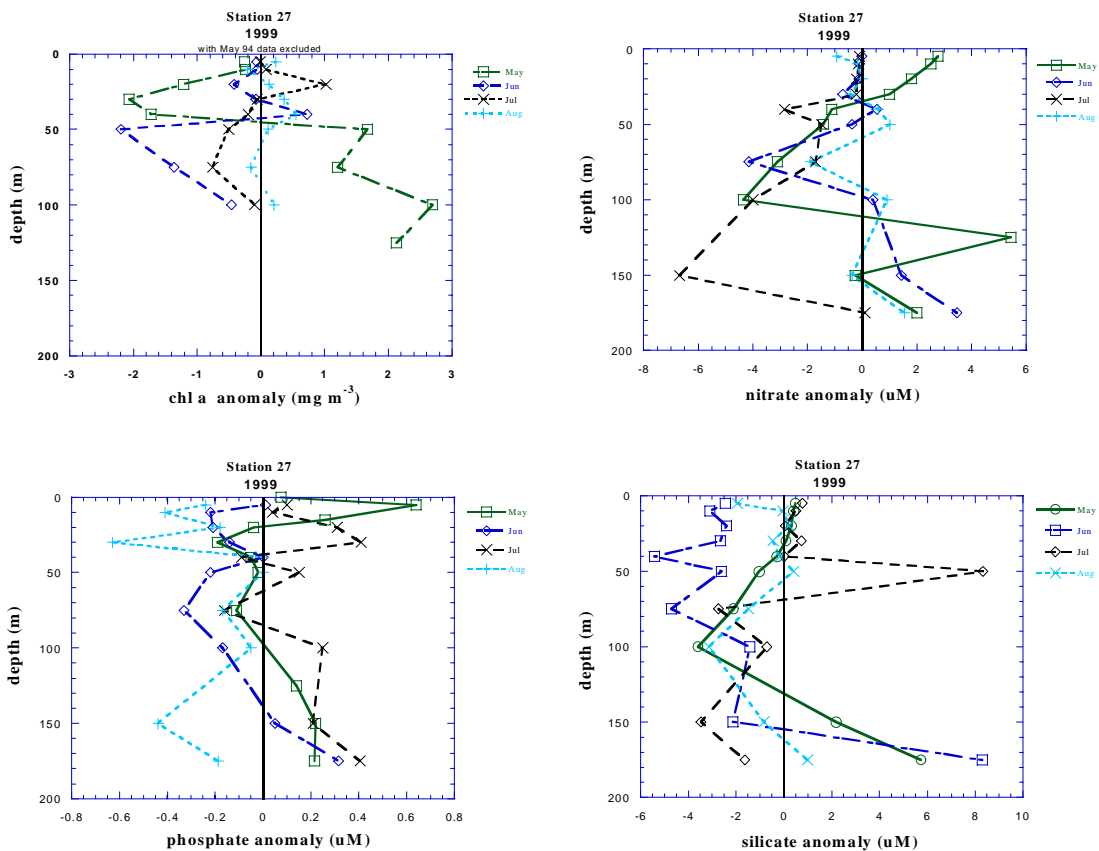 Station 27
1999
with May 94 data excluded
0
50
100
150
200
depth (m)
-3 -2 -1 0 1 2 3
chl a anomaly (mg m-3)
May
Jun
Jul
Aug
Station 27
1999
0
50
100
150
200
depth (m)
-8 -6 -4 -2 0 2 4 6
nitrate anomaly (uM)
May
Jun
Jul
Aug
Station 27
1999
0
50
100
150
200
depth (m)
-0.8 -0.6 -0.4 -0.2 0 0.2 0.4 0.6 0.8
phosphate anomaly (uM)
May
Jun
Jul
Aug
Station 27
1999
0
50
100
150
200
depth (m)
-6 -4 -2 0 2 4 6 8 10
silicate anomaly (uM)
May
Jun
Jul
Aug